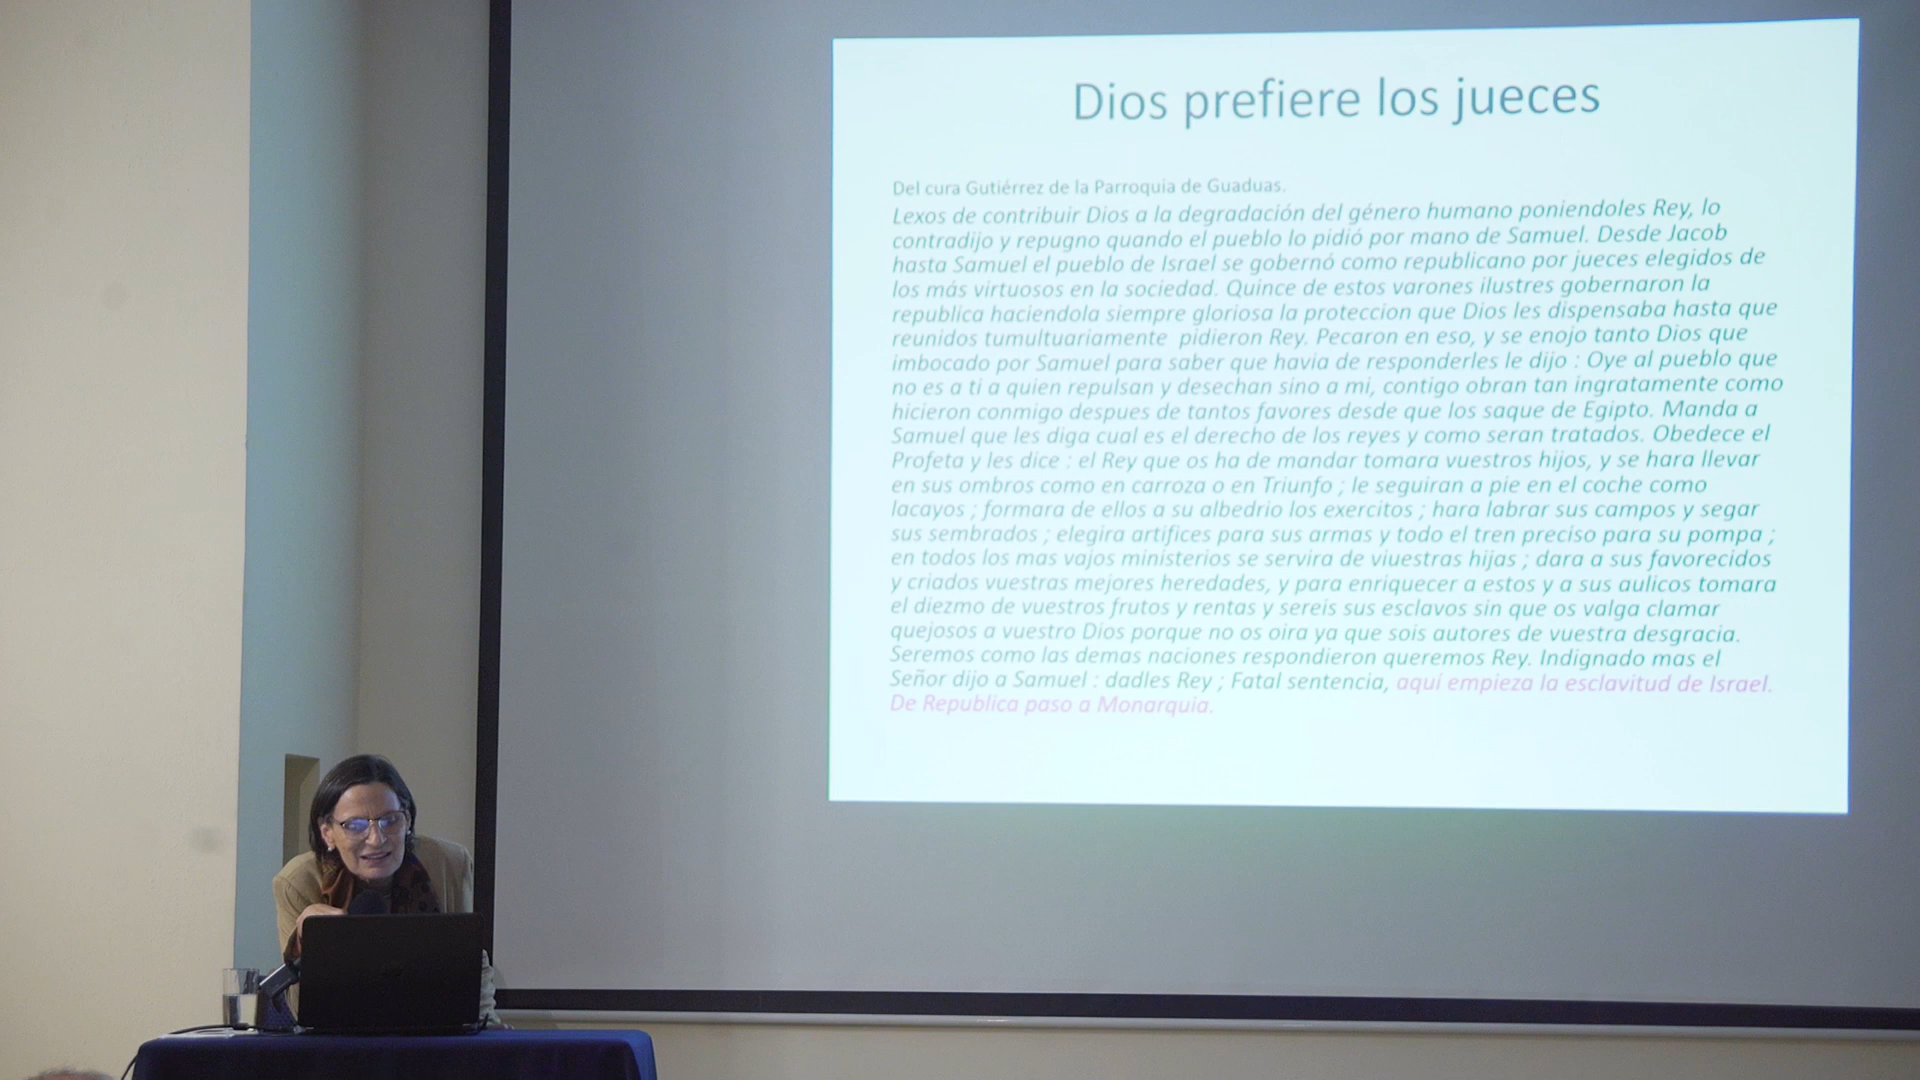 Dios prefiere los jueces
Del cura Gutiérrez de la Parroquia de Guaduas.
Lexos de contribuir Dios a la degradación del género humano poniendoles Rey, lo
contradijo y repugno quando el pueblo lo pidió por mano de Samuel. Desde Jacob
hasta Samuel el pueblo de Israel se gobernó como republicano por jueces elegidos de
los más virtuosos en la sociedad. Quince de estos varones ilustres gobernaron la
republica haciendola siempre gloriosa la proteccion que Dios les dispensaba hasta que
reunidos tumultuariamente pidieron Rey. Pecaron en eso, y se enojo tanto Dios que
imbocado por Samuel para saber que havia de responderles le dijo : Oye al pueblo que
no es a ti a quien repulsan y desechan sino a mi, contigo obran tan ingratamente como
hicieron conmigo despues de tantos favores desde que los saque de Egipto. Manda a
Samuel que les diga cual es el derecho de los reyes y como seran tratados. Obedece el
Profeta y les dice : el Rey que os ha de mandar tomara vuestros hijos, y se hara llevar
en sus ombros como en carroza o en Triunfo ; le seguiran a pie en el coche como
lacayos ; formara de ellos a su albedrio los exercitos ; hara labrar sus campos y segar
sus sembrados ; elegira artifices para sus armas y todo el tren preciso para su pompa ;
en todos los mas vajos ministerios se servira de viuestras hijas ; dara a sus favorecidos
y criados vuestras mejores heredades, y para enriquecer a estos y a sus aulicos tomara
el diezmo de vuestros frutos y rentas y sereis sus esclavos sin que os valga clamar
quejosos a vuestro Dios porque no os oira ya que sois autores de vuestra desgracia.
Seremos como las demas naciones respondieron queremos Rey. Indignado mas el
Señor dijo a Samuel : dadles Rey ; Fatal sentencia, aquí empieza la esclavitud de Israel.
De Republica paso a Monarquia.